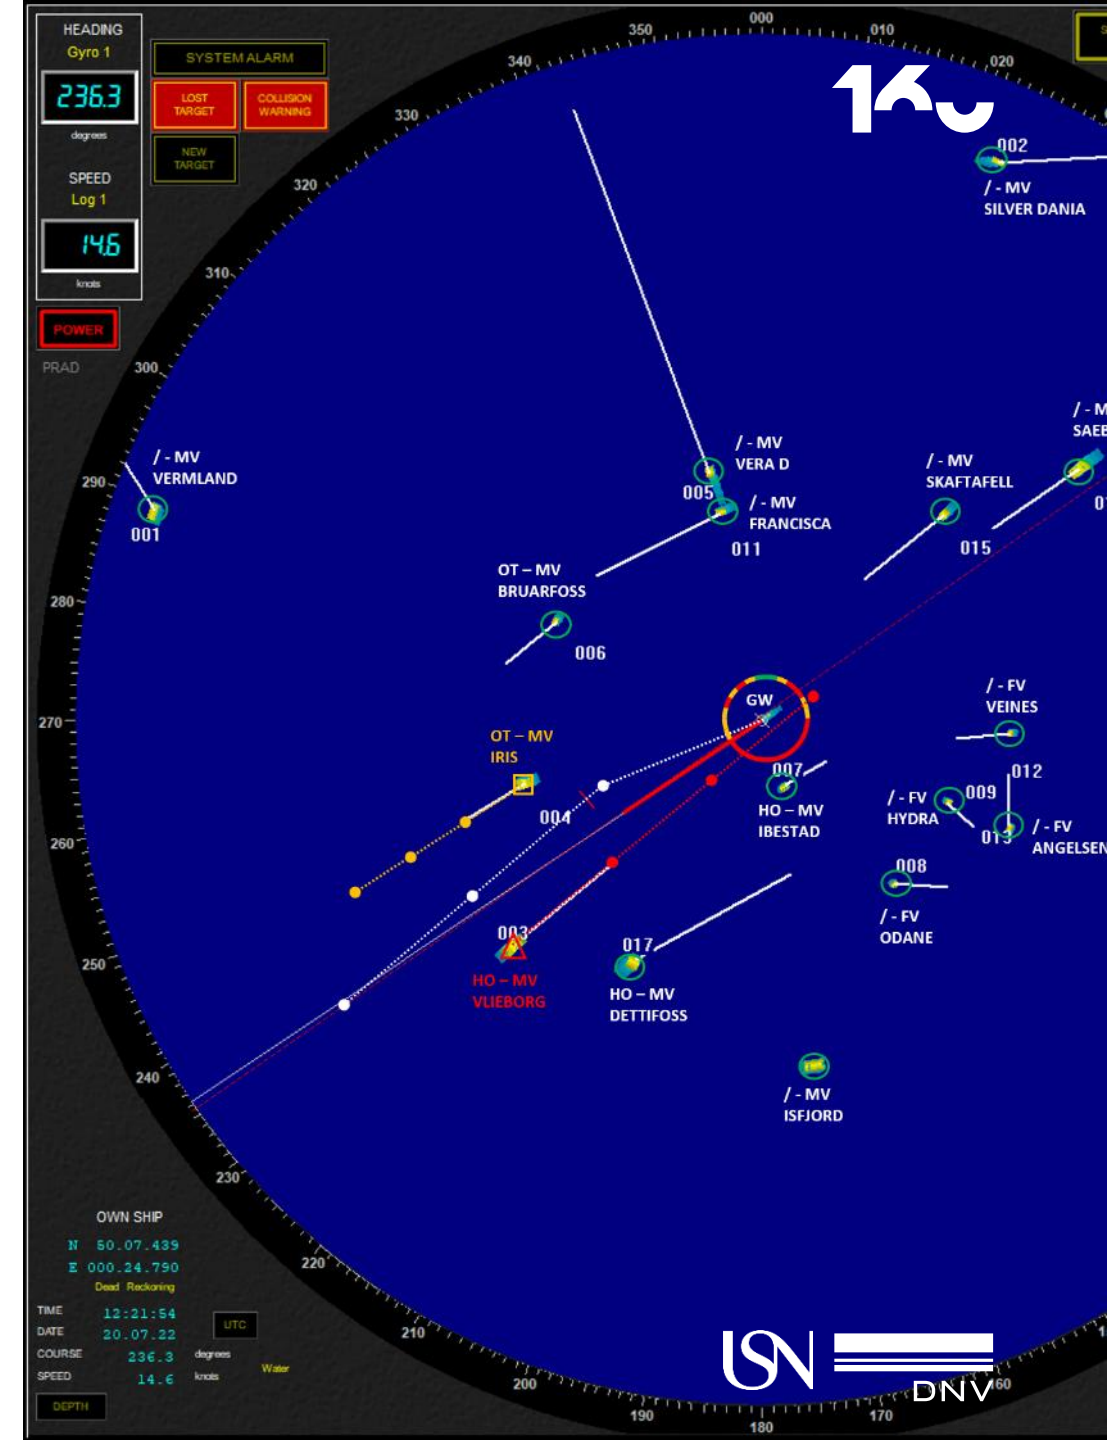 HEADING
Gyro 1
236.3
degrees
SPEED
Log 1
14.6
knots
POWER
PRAD
SYSTEM ALARM
LOST
TARGET
COLLISION
WARNING
NEW
TARGET
350
000
010
340
020
330
320
310
300
290
280
270
260
250
240
230
220
210
200
190
180
170
160
002
/ - MV
SILVER DANIA
/ - MV
VERMLAND
001
/ - MV
VERA D
005
/ - MV
FRANCISCA
011
/ - MV
SKAFTAFELL
015
OT – MV
BRUARFOSS
006
GW
/ - FV
VEINES
012
OT – MV
IRIS
004
007
HO – MV
IBESTAD
/ - FV
HYDRA
009
013
/ - FV
ANGELSEN
008
/ - FV
ODANE
003
HO – MV
VLIEBORG
017
HO – MV
DETTIFOSS
/ - MV
ISFJORD
OWN SHIP
N 50.07.439
E 000.24.790
Dead Reckoning
TIME 12:21:54
UTC
DATE 20.07.22
COURSE 236.3 degrees
SPEED 14.6 knots Water
DEPTH
USN
DNV